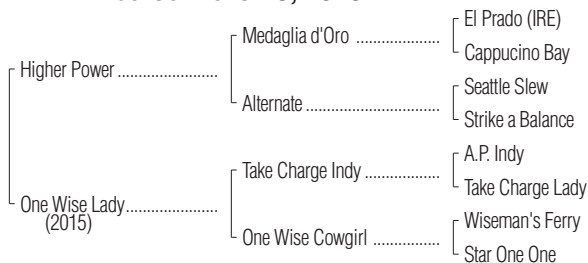 El Prado (IRE)
Medaglia d'Oro ....................
Cappucino Bay
Higher Power ........................
Seattle Slew
Alternate ................................
Strike a Balance
A.P. Indy
Take Charge Indy ..................
Take Charge Lady
One Wise Lady ......................
(2015)
Wiseman's Ferry
One Wise Cowgirl ................
Star One One